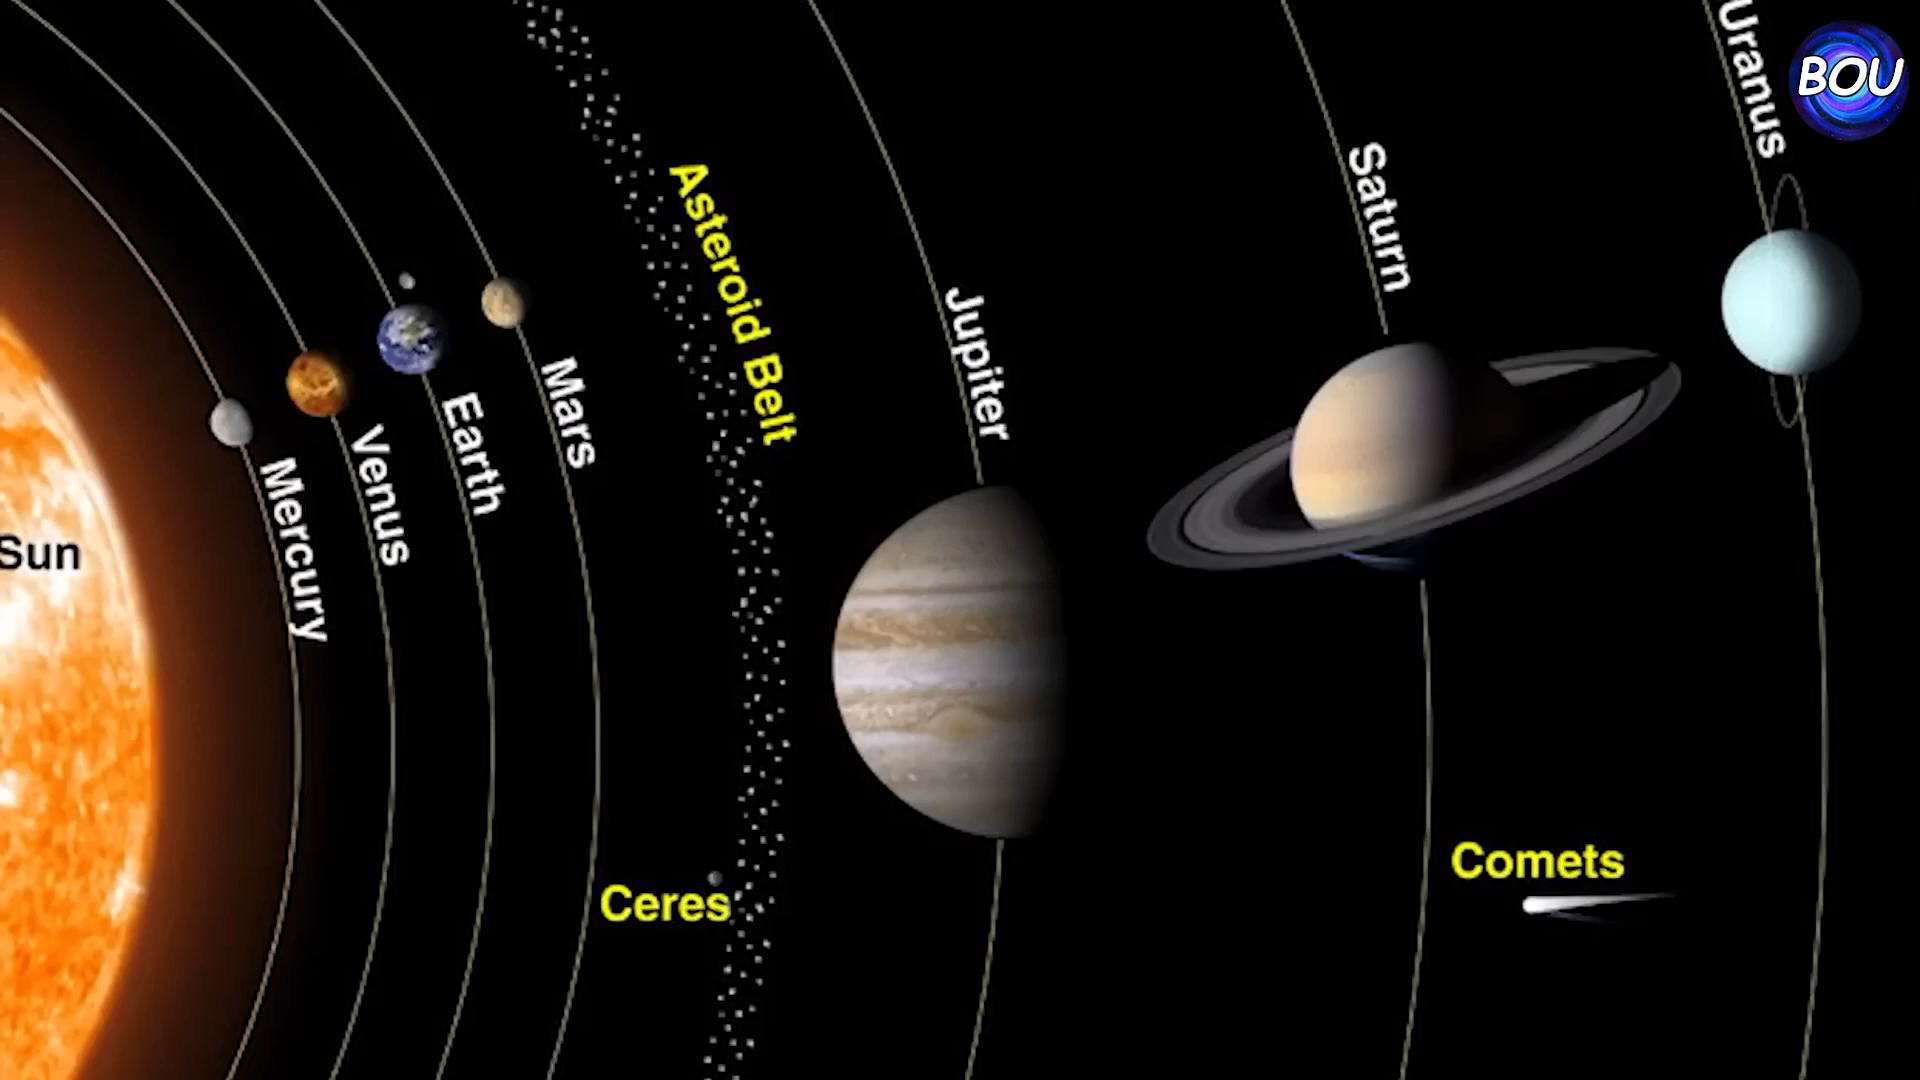 Sun
Mercury
Venus
Earth
Mars
Asteroid Belt
Ceres
Jupiter
Saturn
Comets
Uranus
BOU